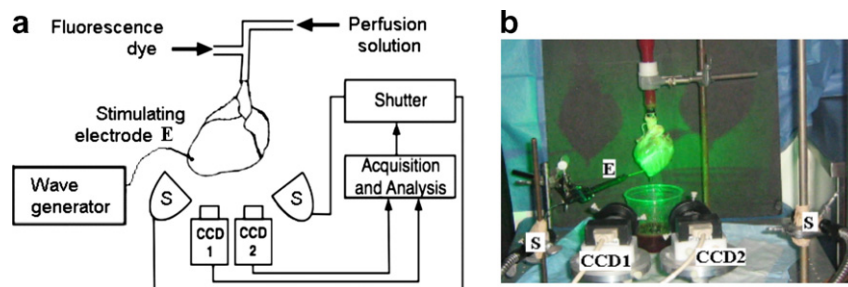 a
Fluorescence
dye
Perfusion
solution
Stimulating
electrode E
Shutter
Wave
generator
S
S
Acquisition
and Analysis
CCD
1
CCD
2
b
E
S
S
CCD1
CCD2